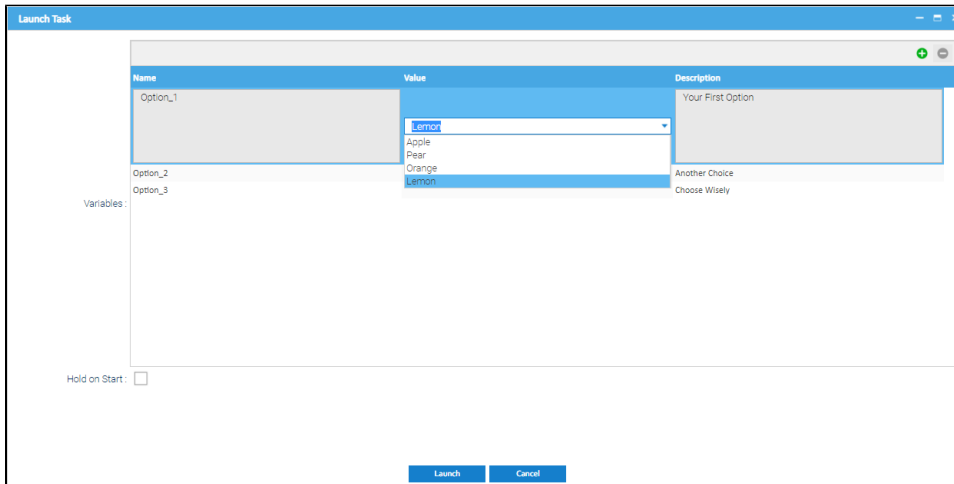 Launch Task
Name Value Description
Option_1 Your First Option
Lemon
Apple
Pear
Orange
Lemon
Option_2 Another Choice
Option_3 Choose Wisely
Variables :
Hold on Start :
Launch Cancel